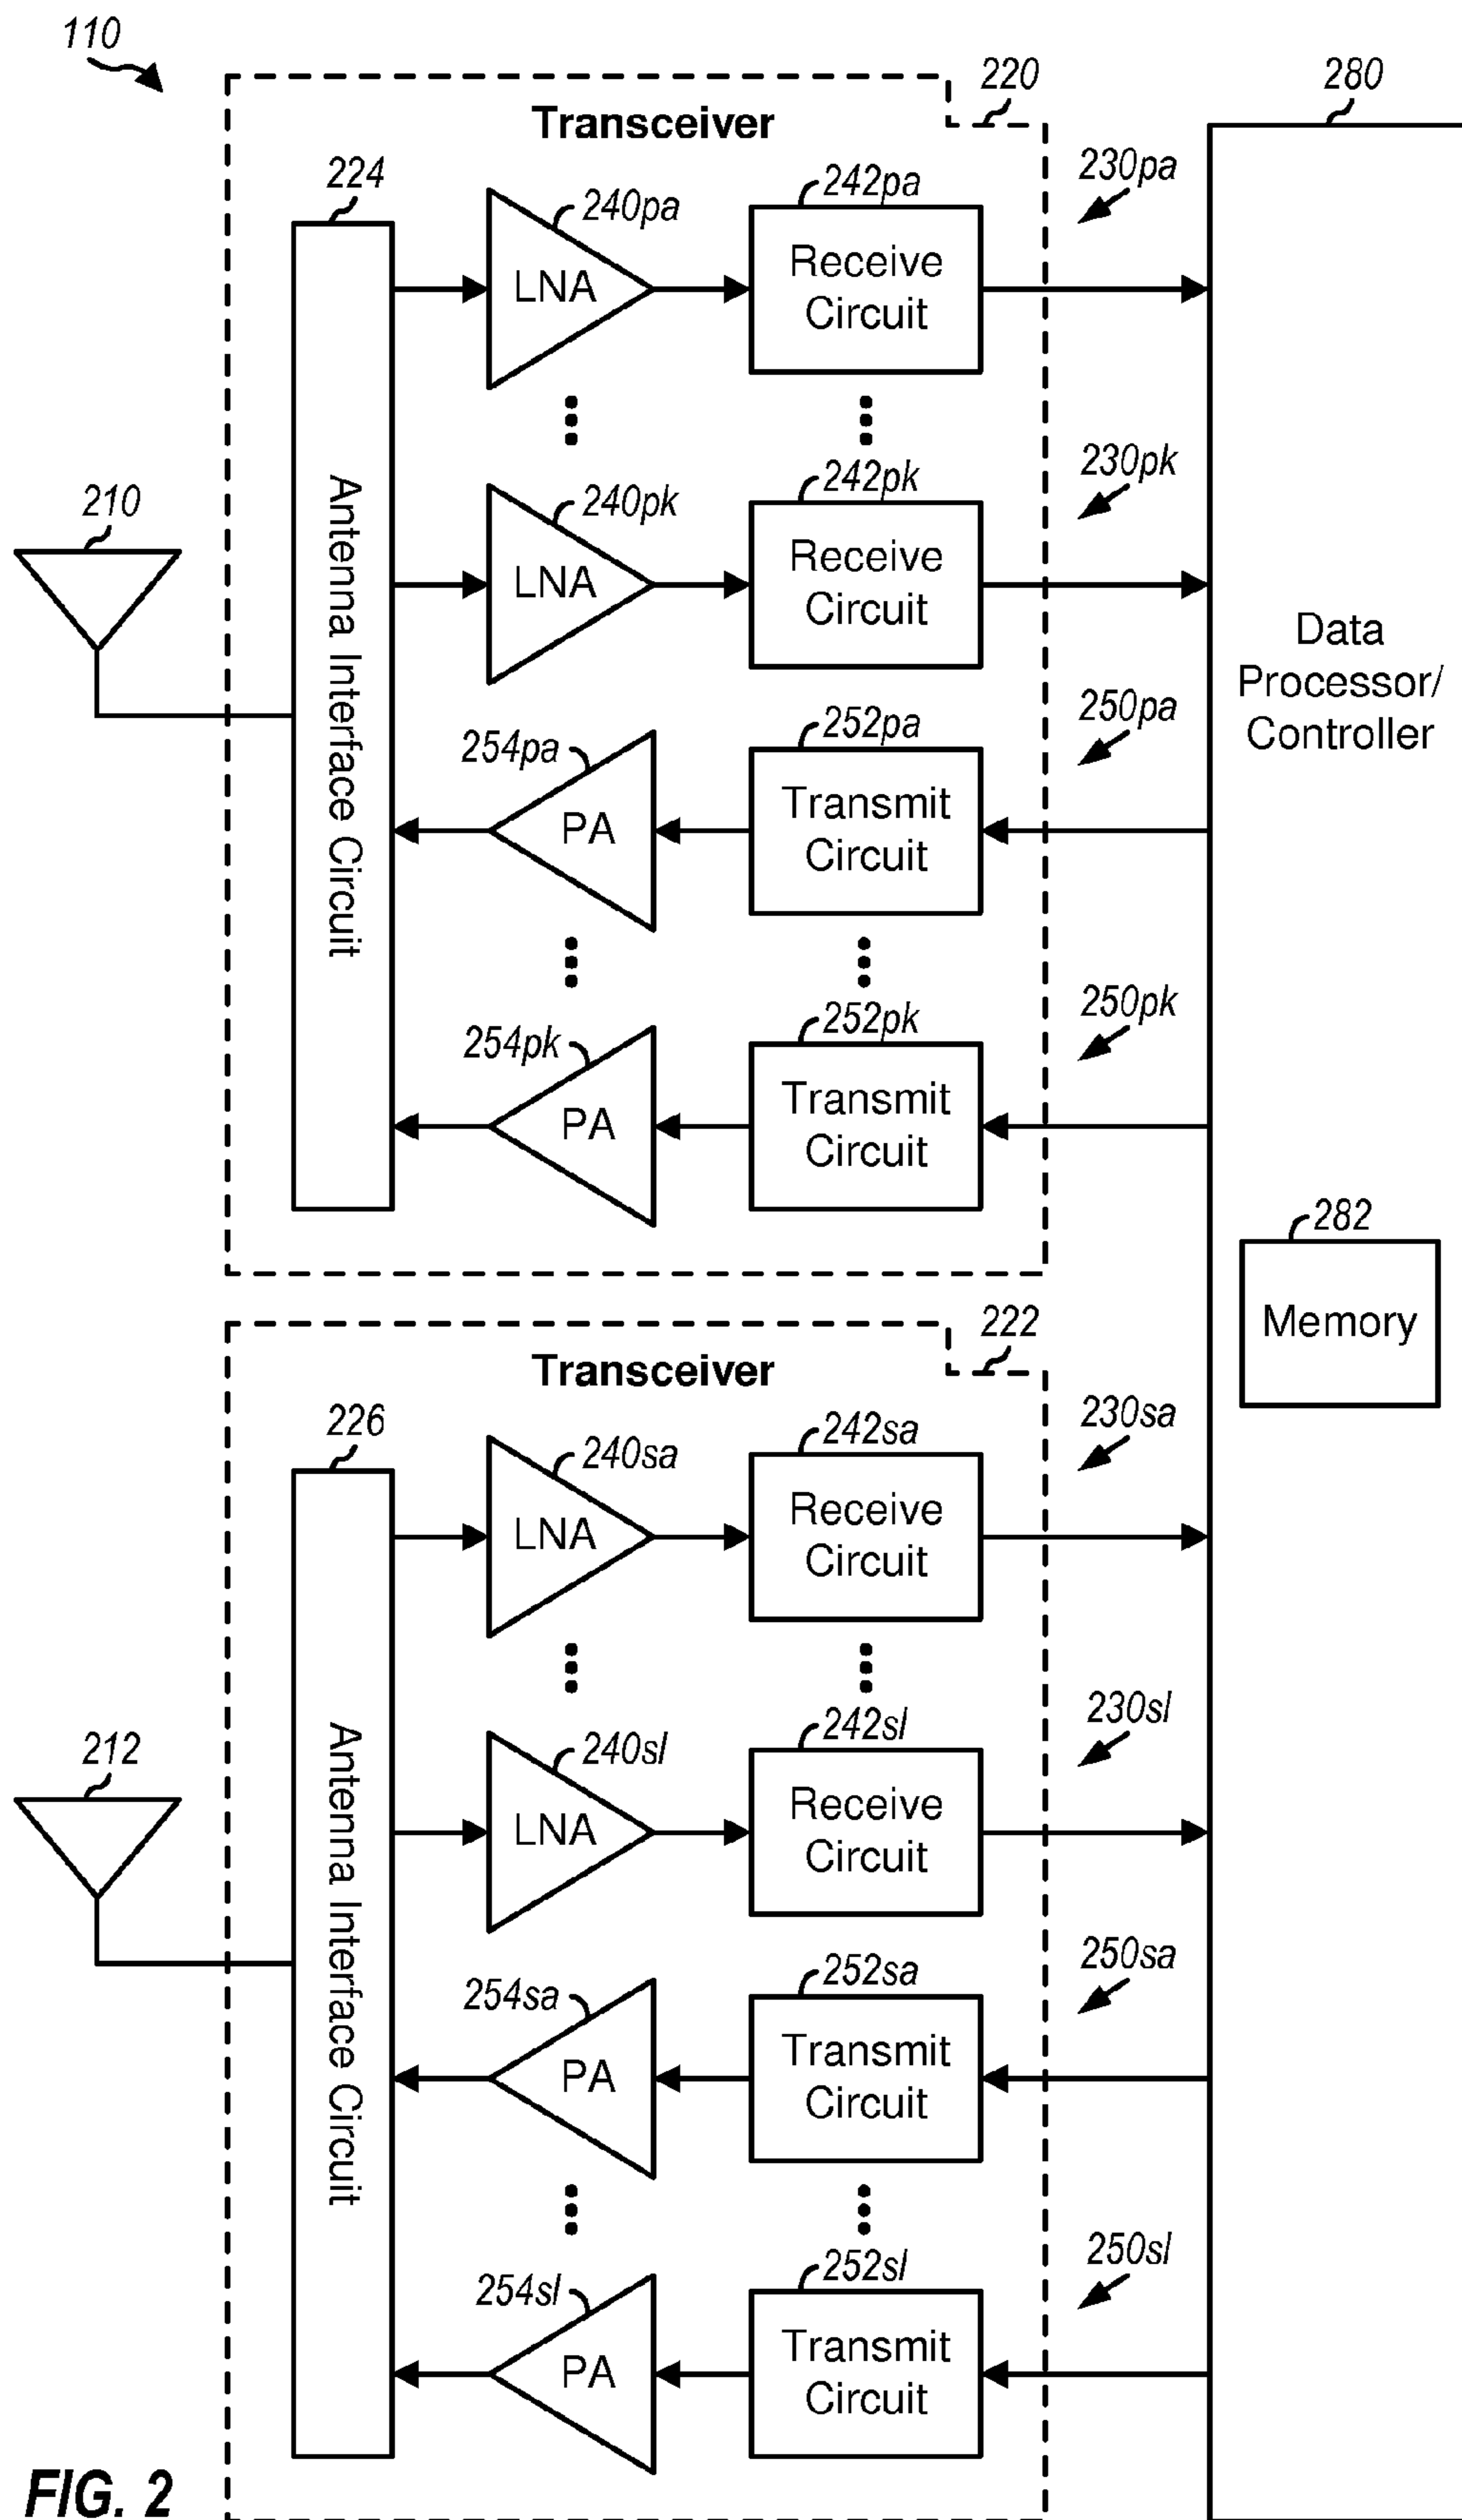 110
220
280
Transceiver
224
240pa
242pa
230pa
LNA
Receive
Circuit
240pk
242pk
230pk
210
LNA
Receive
Circuit
Antenna Interface Circuit
Data
Processor/
Controller
254pa
252pa
250pa
PA
Transmit
Circuit
254pk
252pk
250pk
PA
Transmit
Circuit
282
Memory
222
Transceiver
226
240sa
242sa
230sa
LNA
Receive
Circuit
240sl
242sl
230sl
212
LNA
Receive
Circuit
Antenna Interface Circuit
254sa
252sa
250sa
PA
Transmit
Circuit
254sl
252sl
250sl
PA
Transmit
Circuit
FIG. 2